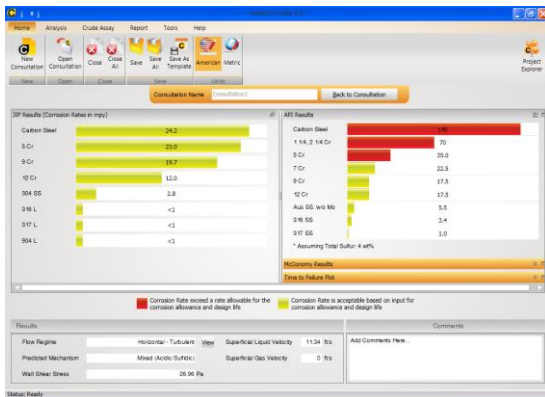 Predict-Crude 2.0
Home Analysis Crude Assay Report Tools Help
New Consultation
Open Consultation
Close
Close All
Save
Save All
Save As Template
American
Metric
Project Explorer
New Open Close Save Units
Consultation Name Consultation1 Back to Consultation
JIP Results (Corrosion Rates in mpy)
Carbon Steel 24.2
5 Cr 23.0
9 Cr 19.7
12 Cr 12.0
304 SS 2.8
316 L <1
317 L <1
904 L <1
API Results
Carbon Steel 140
1 1/4, 2 1/4 Cr 70
5 Cr 35.0
7 Cr 22.5
9 Cr 17.5
12 Cr 17.5
Aus SS. w/o Mo 5.5
316 SS 3.4
317 SS 1.0
* Assuming Total Sulfur: 4 wt%
McConomy Results
Time to Failure Plot
Corrosion Rate exceed a rate allowable for the corrosion allowance and design life
Corrosion Rate is acceptable based on input for corrosion allowance and design life
Results
Flow Regime Horizontal - Turbulent View Superficial Liquid Velocity 11.34 ft/s
Predicted Mechanism Mixed (Acidic/Sulfidic) Superficial Gas Velocity 0 ft/s
Wall Shear Stress 26.96 Pa
Comments
Add Comments Here...
Status: Ready